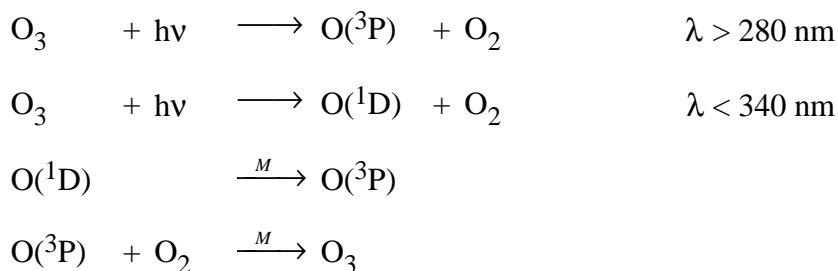 O₃ + hν ⟶ O(³P) + O₂ λ > 280 nm
O₃ + hν ⟶ O(¹D) + O₂ λ < 340 nm
O(¹D) M⟶ O(³P)
O(³P) + O₂ M⟶ O₃